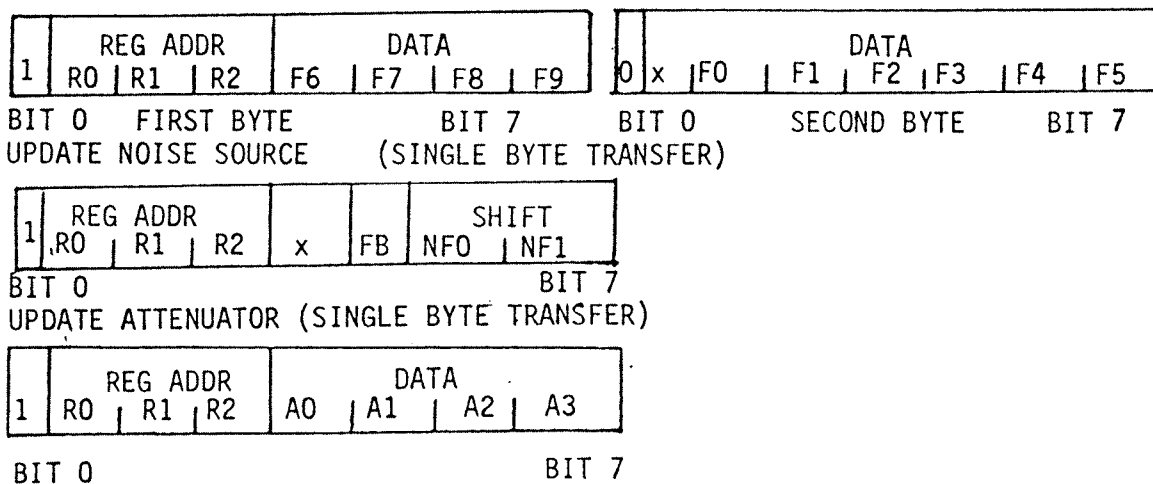 REG ADDR DATA DATA
1 R0 R1 R2 F6 F7 F8 F9 0 x F0 F1 F2 F3 F4 F5
BIT 0 FIRST BYTE BIT 7 BIT 0 SECOND BYTE BIT 7
UPDATE NOISE SOURCE (SINGLE BYTE TRANSFER)
REG ADDR SHIFT
1 R0 R1 R2 x FB NF0 NF1
BIT 0 BIT 7
UPDATE ATTENUATOR (SINGLE BYTE TRANSFER)
REG ADDR DATA
1 R0 R1 R2 A0 A1 A2 A3
BIT 0 BIT 7